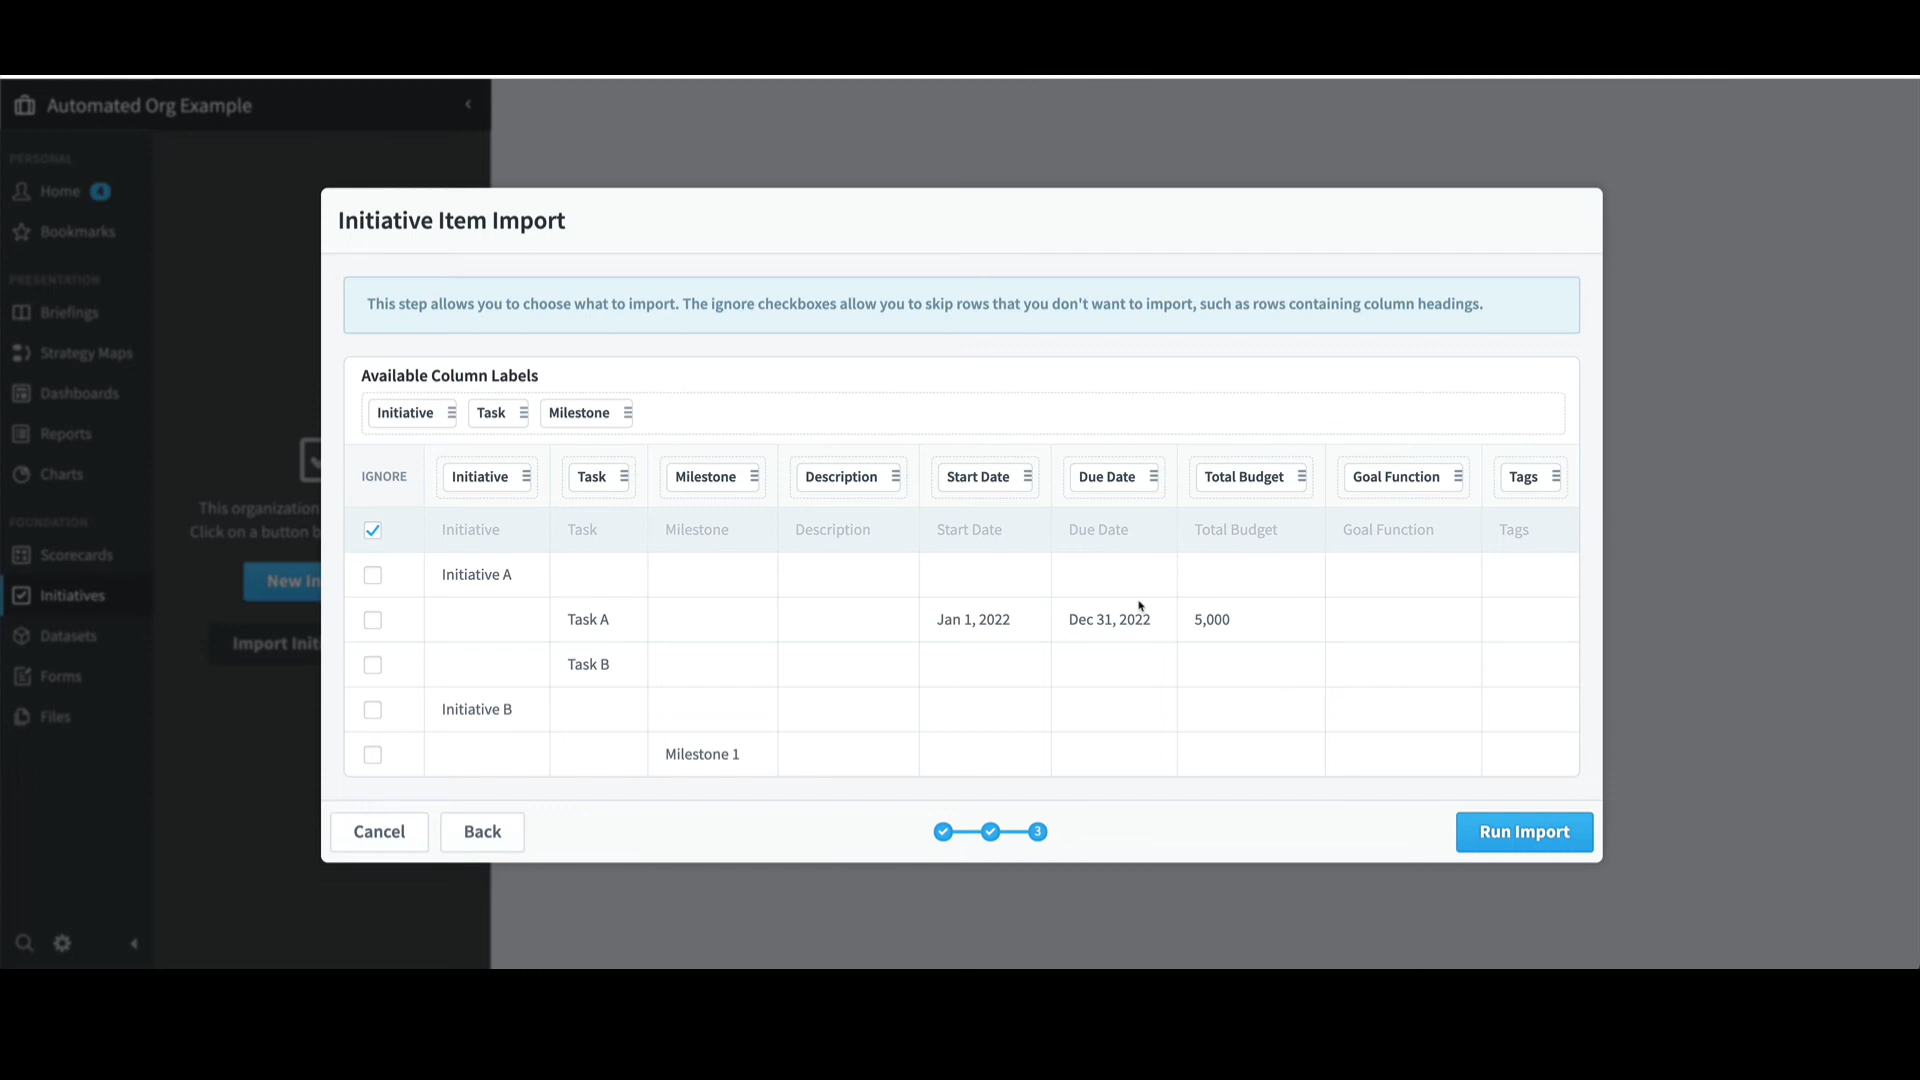 Automated Org Example
PERSONAL
Home 4
Bookmarks
PRESENTATION
Briefings
Strategy Maps
Dashboards
Reports
Charts
FOUNDATION
Scorecards
Initiatives
Datasets
Forms
Files
This organization
Click on a button b
New In
Import Initi
Initiative Item Import
This step allows you to choose what to import. The ignore checkboxes allow you to skip rows that you don't want to import, such as rows containing column headings.
Available Column Labels
Initiative Task Milestone
IGNORE Initiative Task Milestone Description Start Date Due Date Total Budget Goal Function Tags
Initiative Task Milestone Description Start Date Due Date Total Budget Goal Function Tags
Initiative A
Task A Jan 1, 2022 Dec 31, 2022 5,000
Task B
Initiative B
Milestone 1
Cancel Back 3 Run Import